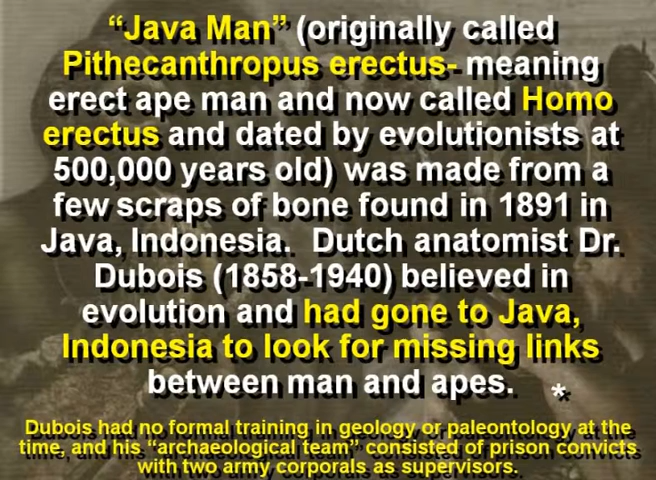 “Java Man” (originally called
Pithecanthropus erectus- meaning
erect ape man and now called Homo
erectus and dated by evolutionists at
500,000 years old) was made from a
few scraps of bone found in 1891 in
Java, Indonesia.  Dutch anatomist Dr.
Dubois (1858-1940) believed in
evolution and had gone to Java,
Indonesia to look for missing links
between man and apes. *
Dubois had no formal training in geology or paleontology at the
time, and his “archaeological team” consisted of prison convicts
with two army corporals as supervisors.